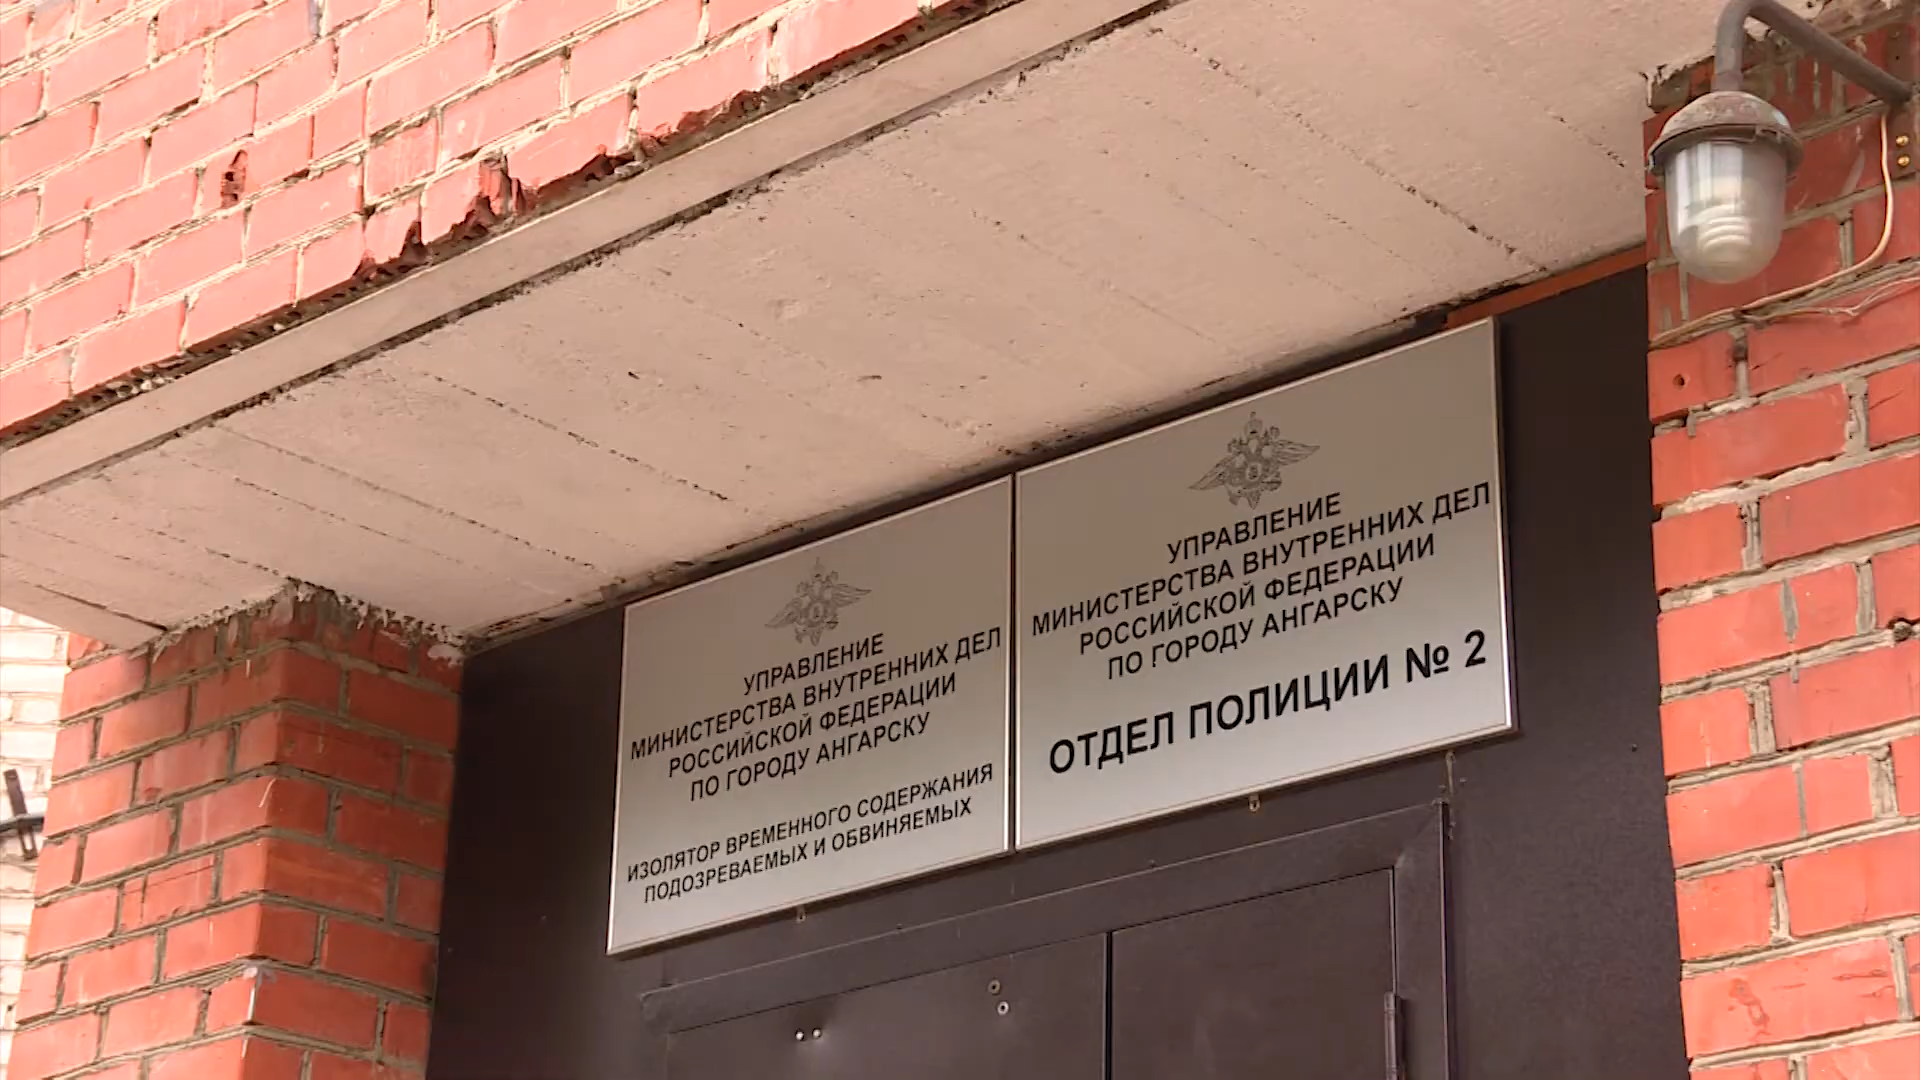 УПРАВЛЕНИЕ
МИНИСТЕРСТВА ВНУТРЕННИХ ДЕЛ
РОССИЙСКОЙ ФЕДЕРАЦИИ
ПО ГОРОДУ АНГАРСКУ
ИЗОЛЯТОР ВРЕМЕННОГО СОДЕРЖАНИЯ
ПОДОЗРЕВАЕМЫХ И ОБВИНЯЕМЫХ
УПРАВЛЕНИЕ
МИНИСТЕРСТВА ВНУТРЕННИХ ДЕЛ
РОССИЙСКОЙ ФЕДЕРАЦИИ
ПО ГОРОДУ АНГАРСКУ
ОТДЕЛ ПОЛИЦИИ № 2